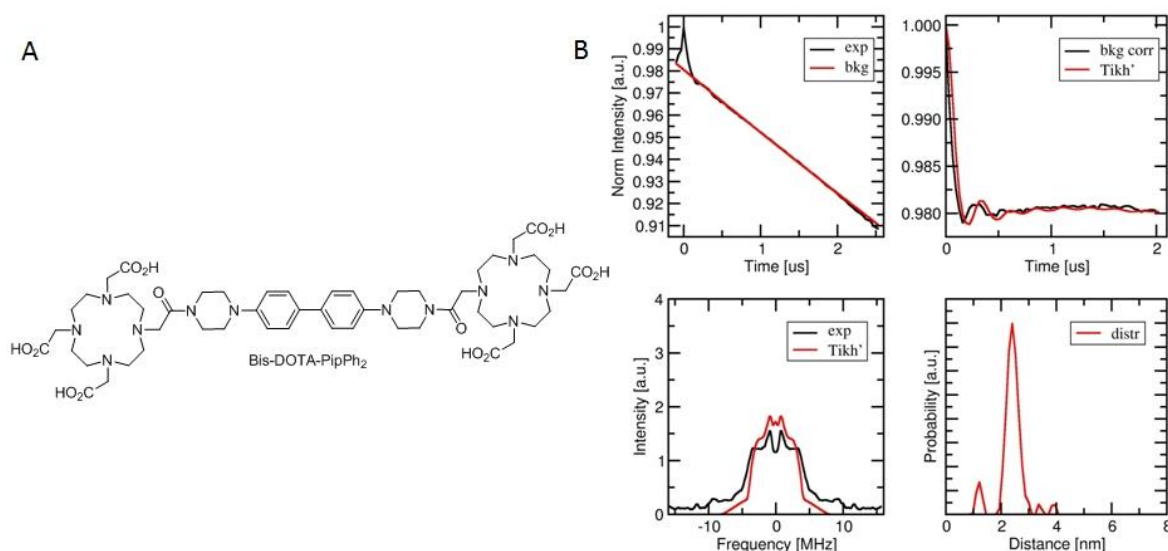 A
B
CO₂H
CO₂H
HO₂C
HO₂C
N
N
N
N
O
N
N
N
N
O
N
N
N
N
CO₂H
CO₂H
HO₂C
Bis-DOTA-PipPh₂
Norm Intensity [a.u.]
1
0.99
0.98
0.97
0.96
0.95
0.94
0.93
0.92
0.91
exp
bkg
0 1 2
Time [us]
1.000
0.995
0.990
0.985
0.980
bkg corr
Tikh'
0 1 2
Time [us]
Intensity [a.u.]
4
3
2
1
0
exp
Tikh'
-10 0 10
Frequency [MHz]
Probability [a.u.]
distr
0 2 4 6 8
Distance [nm]